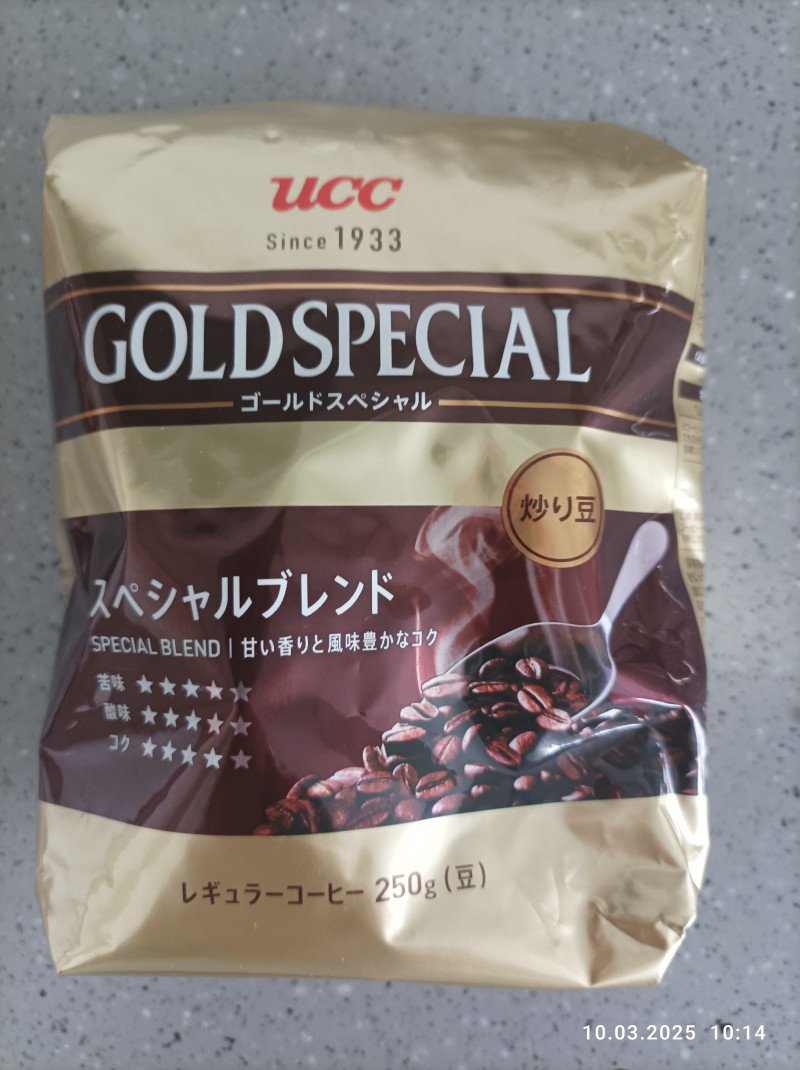 UCC
Since 1933
GOLD SPECIAL
ゴールドスペシャル
炒り豆
スペシャルブレンド
SPECIAL BLEND | 甘い香りと風味豊かなコク
苦味 ★★★★★
酸味 ★★★★★
コク ★★★★★
レギュラーコーヒー 250g (豆)
10.03.2025 10:14